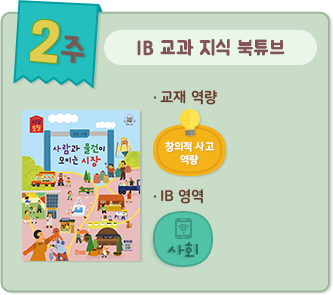 2주
IB 교과 지식 북튜브
사람과 물건이
모이는 시장
· 교재 역량
창의적 사고
역량
· IB 영역
사회